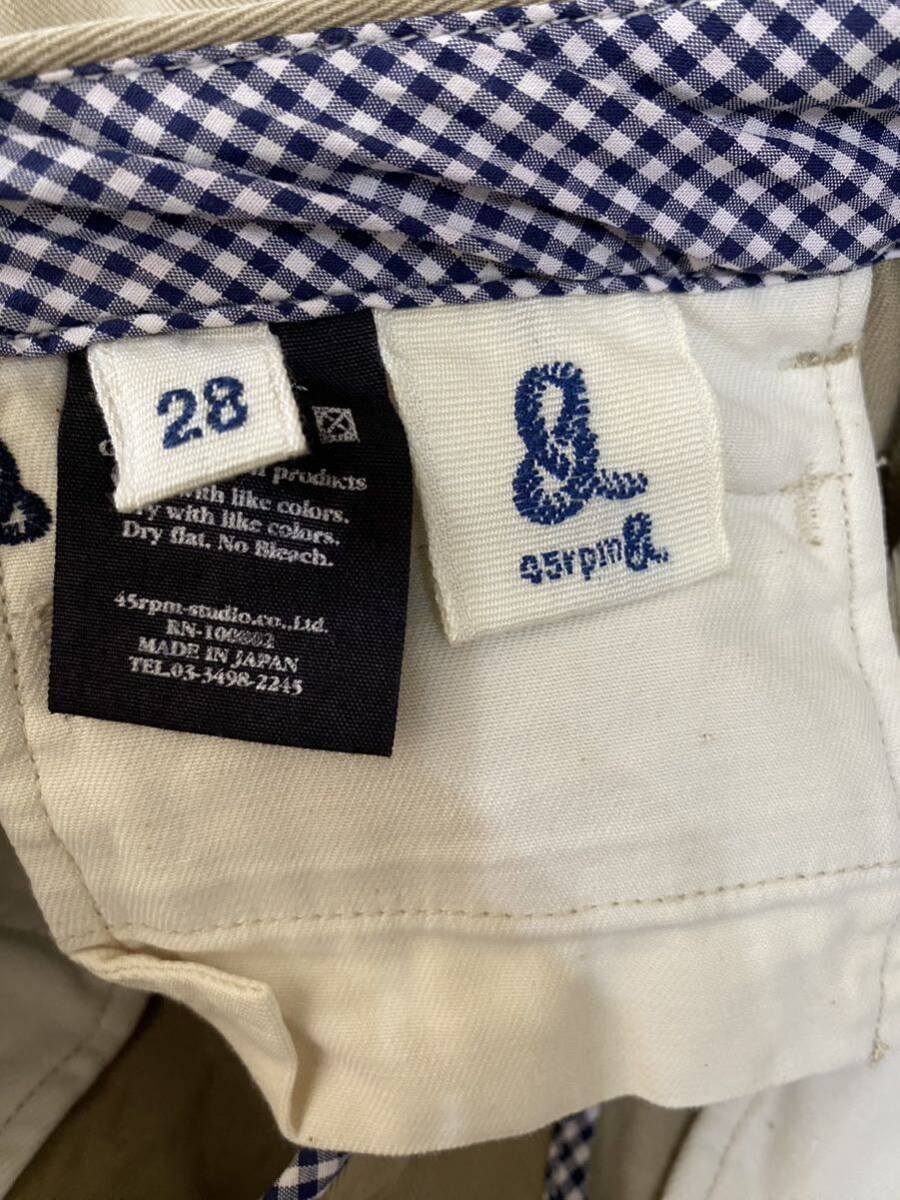 28
products
with like colors.
with like colors.
Dry flat. No Bleach.
45rpm-studio.co.,Ltd.
MADE IN JAPAN
TEL.03-3498-2245
&
45rpm&